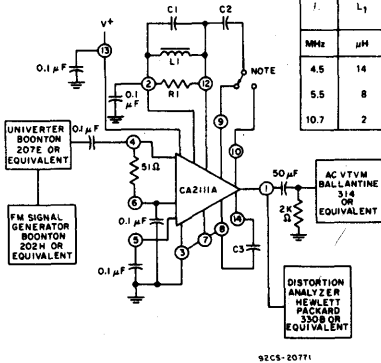 C1
C2
V+
13
L1
0.1 µF
2
R1
12
NOTE
0.1
µF
9
10
UNIVERTER
BOONTON
207E OR
EQUIVALENT
0.1 µF
4
51Ω
CA2111A
6
FM SIGNAL
GENERATOR
BOONTON
202H OR
EQUIVALENT
0.1 µF
5
0.1 µF
3
7
8
14
C3
1
50 µF
2K
Ω
AC VTVM
BALLANTINE
314
OR
EQUIVALENT
DISTORTION
ANALYZER
HEWLETT
PACKARD
330B OR
EQUIVALENT
L1
MHz µH
4.5 14
5.5 8
10.7 2
92CS-20771